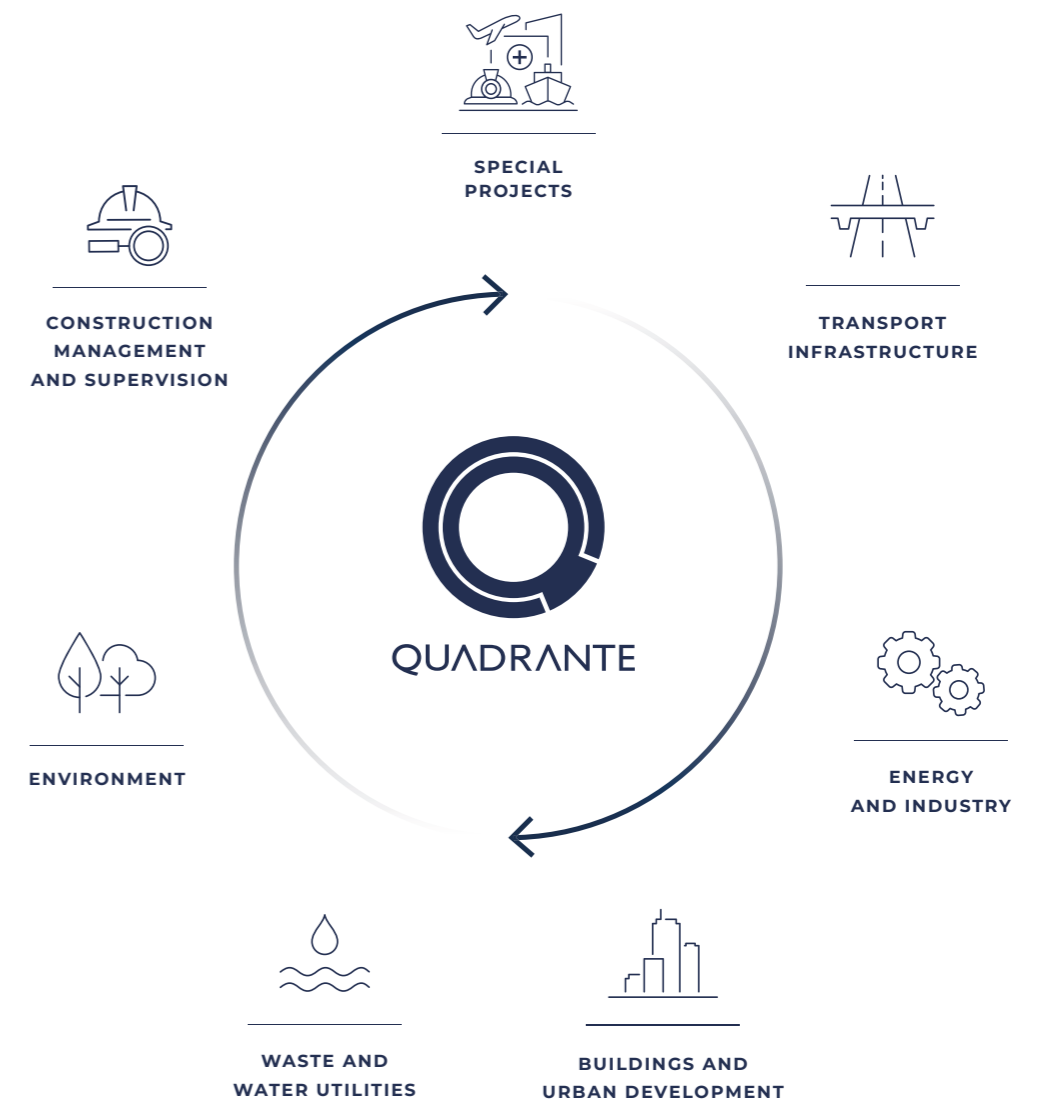 SPECIAL
PROJECTS
TRANSPORT
INFRASTRUCTURE
CONSTRUCTION
MANAGEMENT
AND SUPERVISION
QUADRANTE
ENERGY
AND INDUSTRY
ENVIRONMENT
WASTE AND
WATER UTILITIES
BUILDINGS AND
URBAN DEVELOPMENT